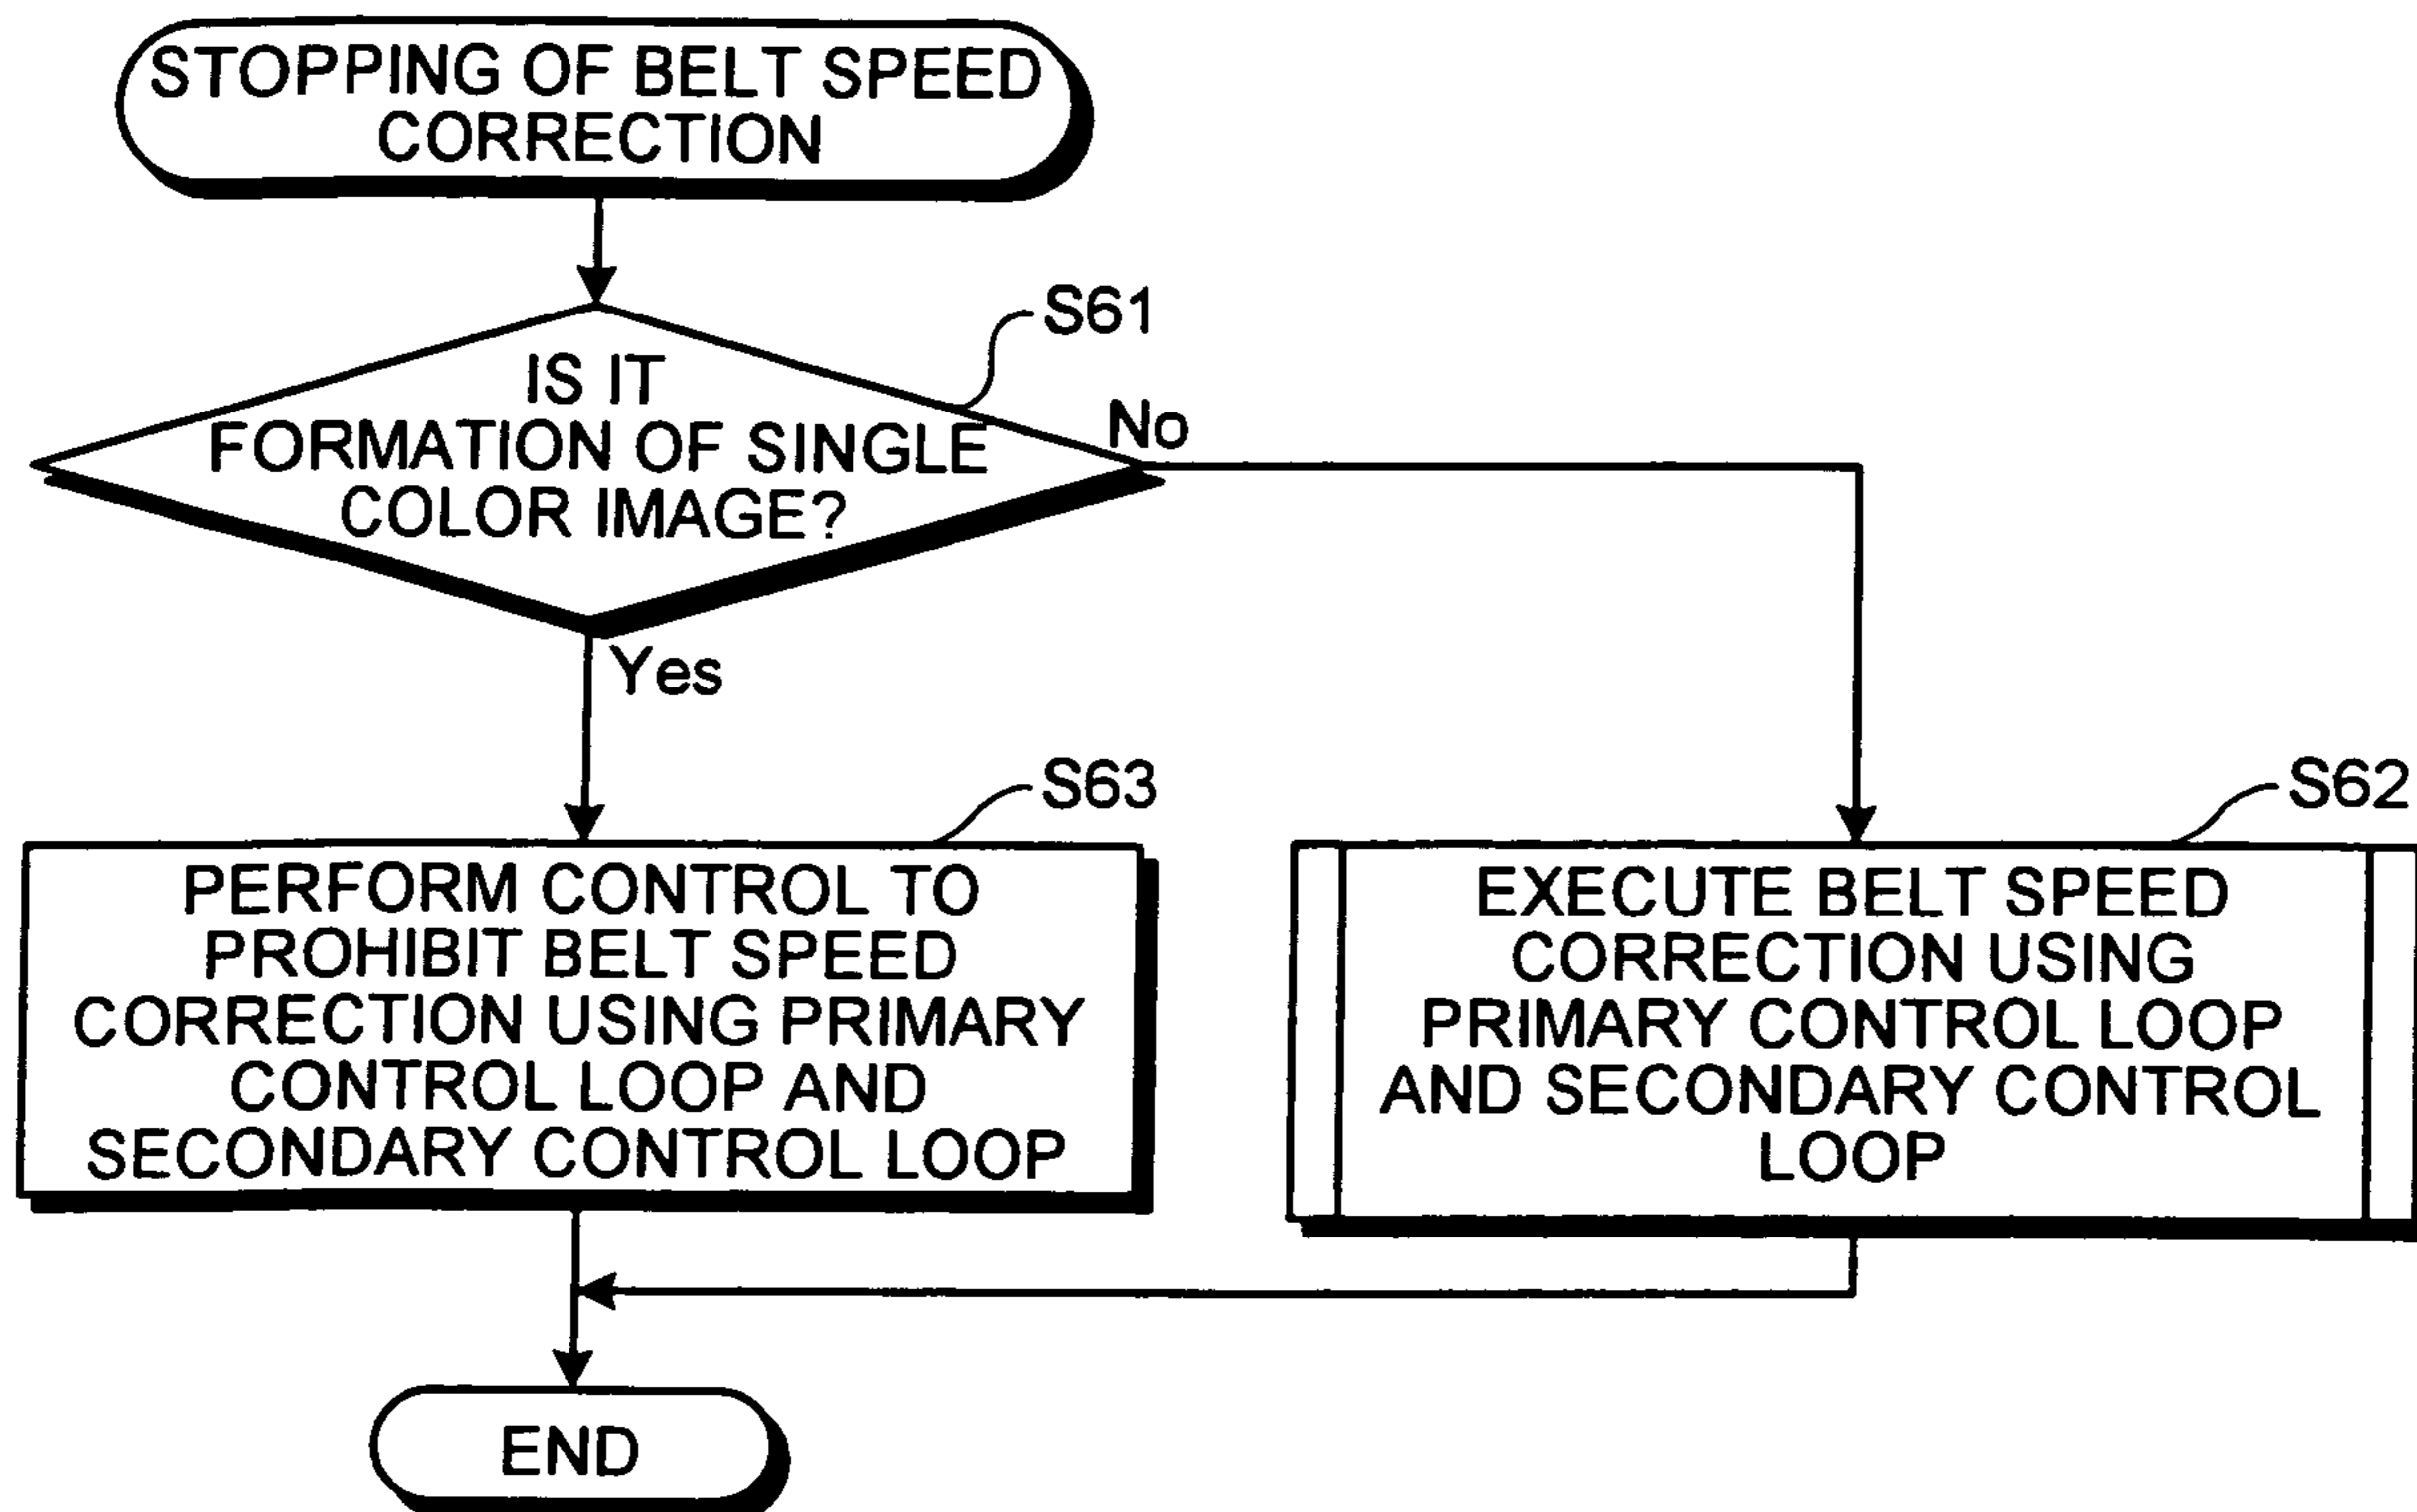 STOPPING OF BELT SPEED
CORRECTION
S61
IS IT
FORMATION OF SINGLE
COLOR IMAGE?
No
Yes
S63
PERFORM CONTROL TO
PROHIBIT BELT SPEED
CORRECTION USING PRIMARY
CONTROL LOOP AND
SECONDARY CONTROL LOOP
S62
EXECUTE BELT SPEED
CORRECTION USING
PRIMARY CONTROL LOOP
AND SECONDARY CONTROL
LOOP
END